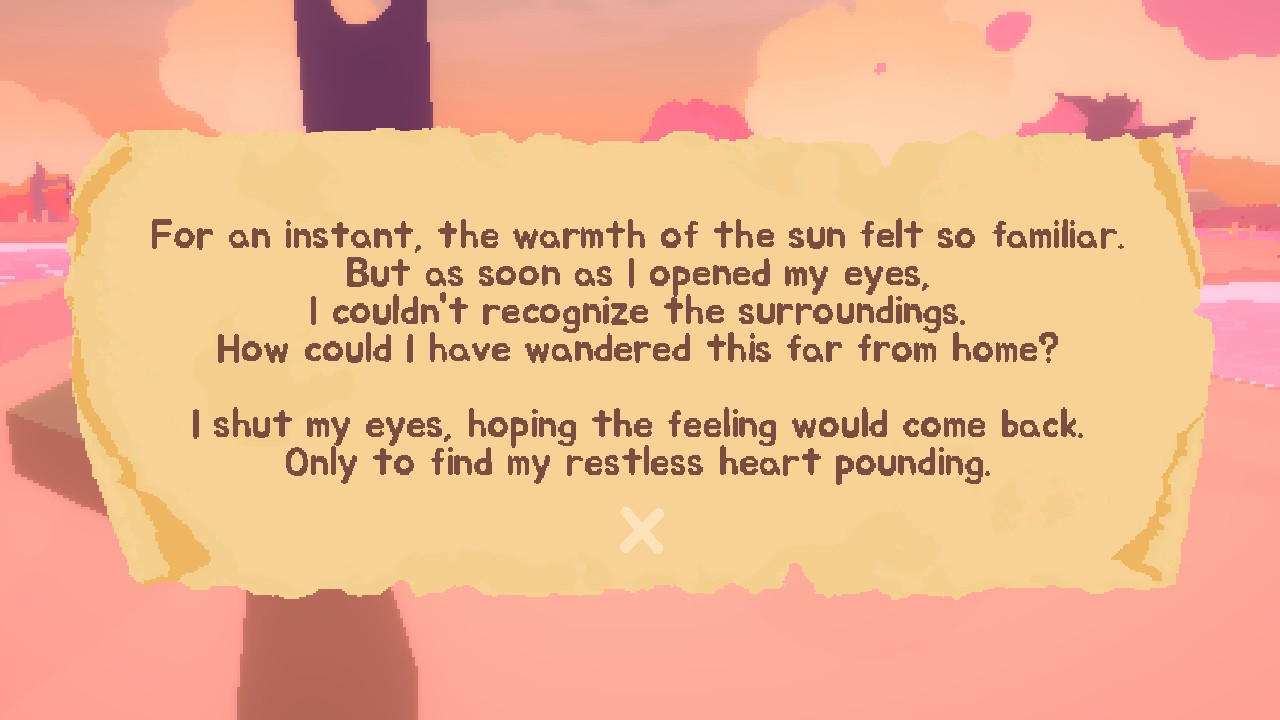 For an instant, the warmth of the sun felt so familiar.
But as soon as I opened my eyes,
I couldn't recognize the surroundings.
How could I have wandered this far from home?
I shut my eyes, hoping the feeling would come back.
Only to find my restless heart pounding.